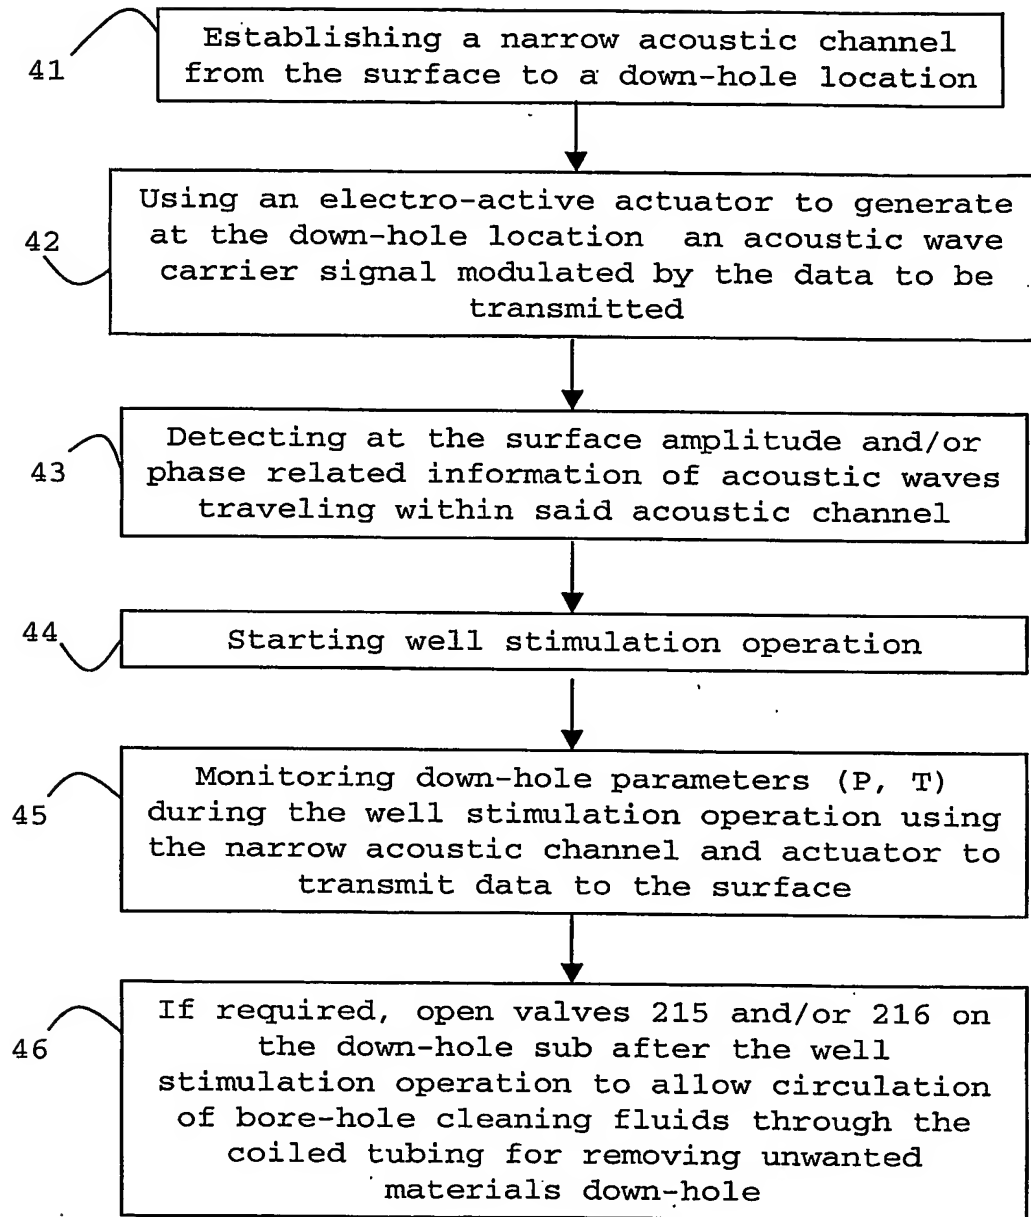 41
Establishing a narrow acoustic channel
from the surface to a down-hole location
42
Using an electro-active actuator to generate
at the down-hole location an acoustic wave
carrier signal modulated by the data to be
transmitted
43
Detecting at the surface amplitude and/or
phase related information of acoustic waves
traveling within said acoustic channel
44
Starting well stimulation operation
45
Monitoring down-hole parameters (P, T)
during the well stimulation operation using
the narrow acoustic channel and actuator to
transmit data to the surface
46
If required, open valves 215 and/or 216 on
the down-hole sub after the well
stimulation operation to allow circulation
of bore-hole cleaning fluids through the
coiled tubing for removing unwanted
materials down-hole